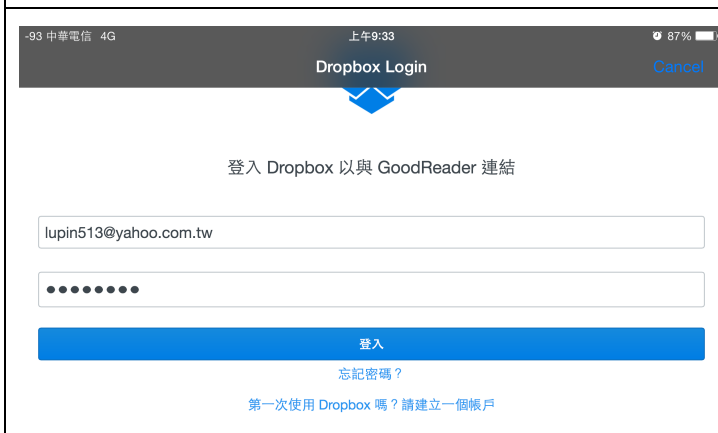 -93 中華電信 4G 上午9:33 87%
Dropbox Login Cancel
登入 Dropbox 以與 GoodReader 連結
lupin513@yahoo.com.tw
●●●●●●●●
登入
忘記密碼？
第一次使用 Dropbox 嗎？請建立一個帳戶